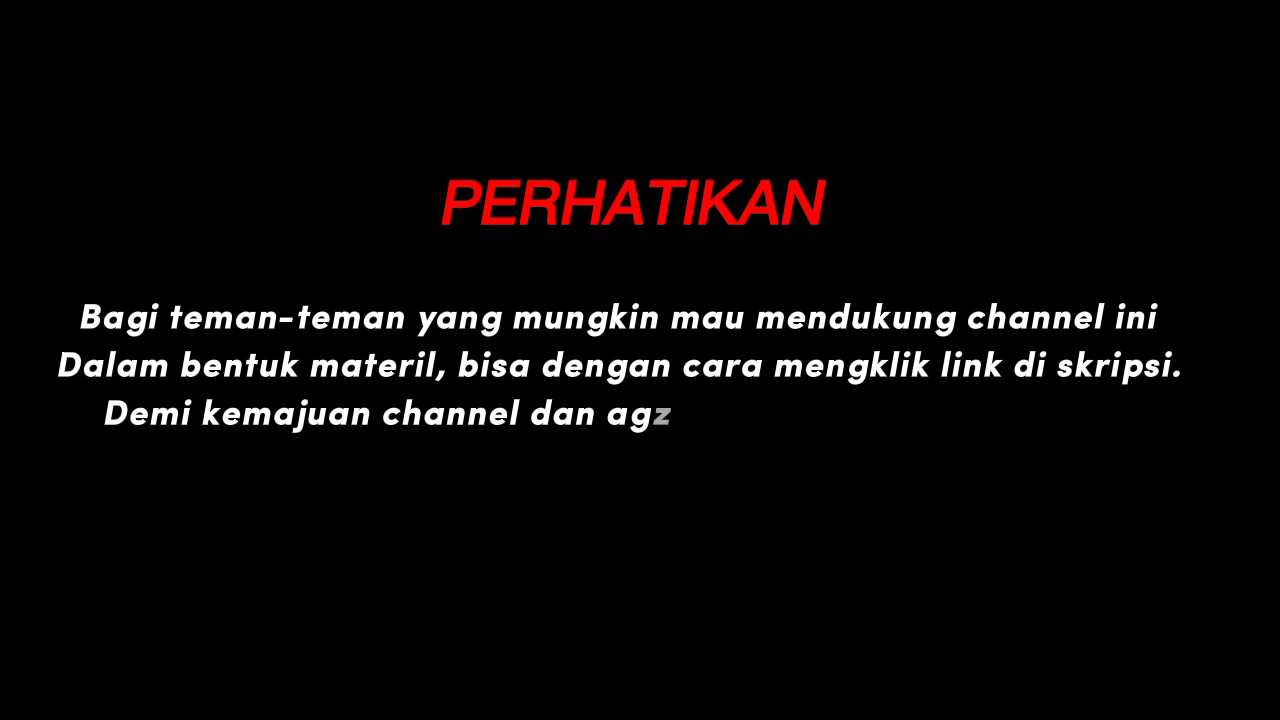 PERHATIKAN
Bagi teman-teman yang mungkin mau mendukung channel ini
Dalam bentuk materil, bisa dengan cara mengklik link di skripsi.
Demi kemajuan channel dan agz